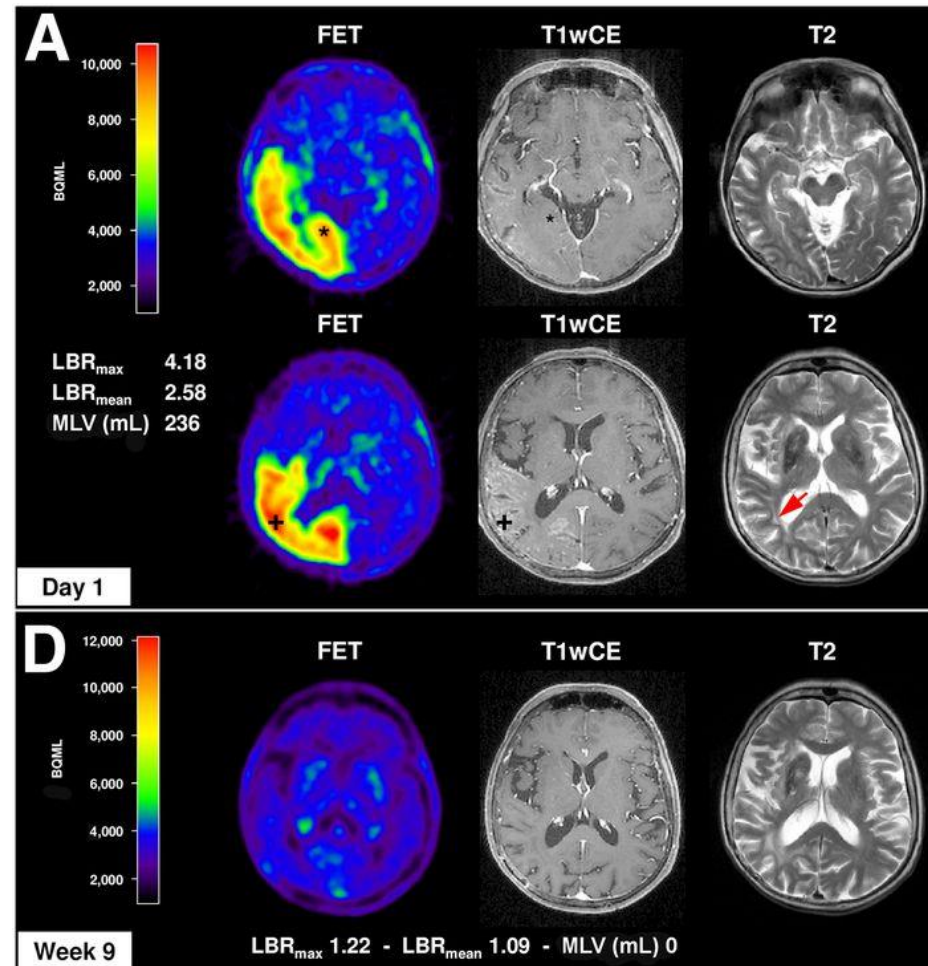 A
FET
T1wCE
T2
BQML
10,000
8,000
6,000
4,000
2,000
*
*
FET
T1wCE
T2
LBRmax 4.18
LBRmean 2.58
MLV (mL) 236
+
+
Day 1
D
FET
T1wCE
T2
BQML
12,000
10,000
8,000
6,000
4,000
2,000
Week 9
LBRmax 1.22 - LBRmean 1.09 - MLV (mL) 0